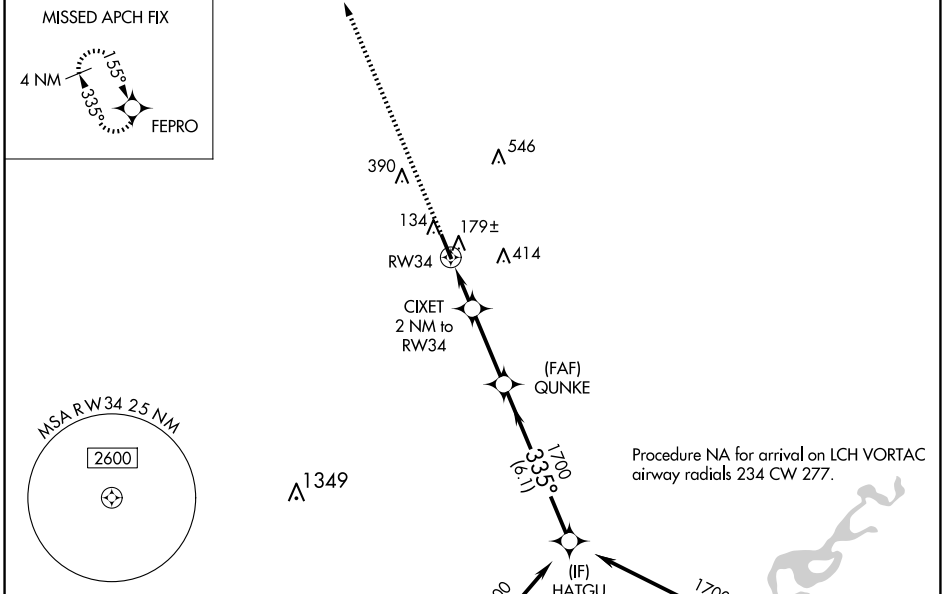 MISSED APCH FIX
4 NM
155°
335°
FEPRO
546
390
134
179±
414
RW34
CIXET
2 NM to
RW34
(FAF)
QUNKE
MSA RW34 25 NM
2600
1349
1700
335°
(6.1)
Procedure NA for arrival on LCH VORTAC
airway radials 234 CW 277.
(IF)
HATGU
1700